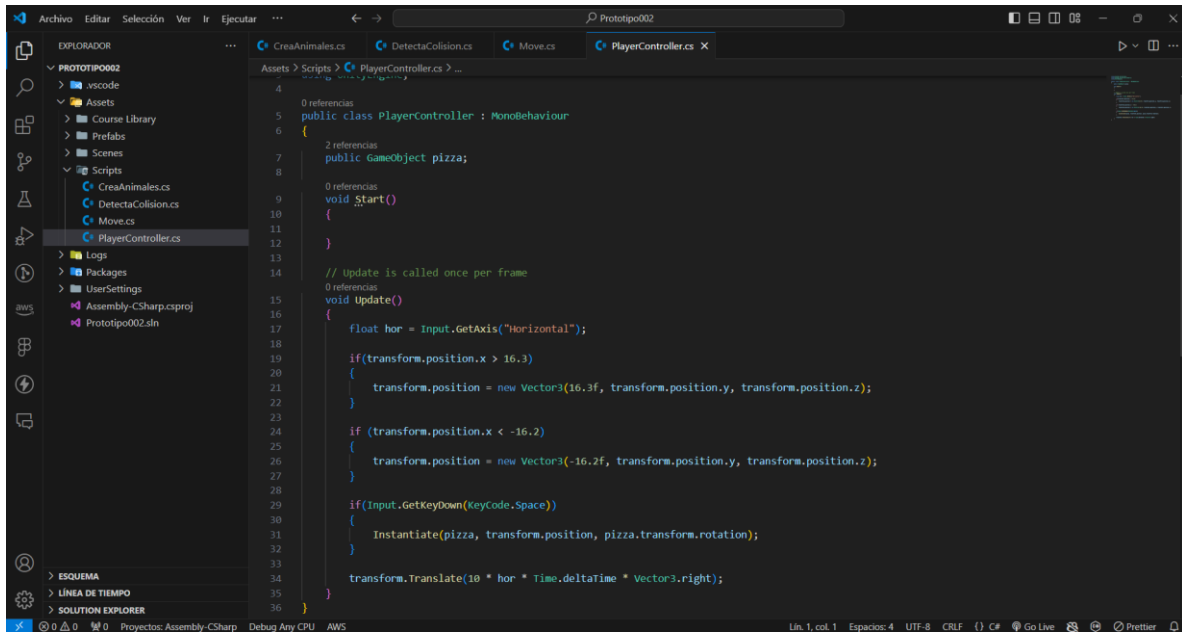 Archivo Editar Selección Ver Ir Ejecutar ... Prototipo002
EXPLORADOR ...
PROTOTIPO002
.vscode
Assets
Course Library
Prefabs
Scenes
Scripts
CreaAnimales.cs
DetectaColision.cs
Move.cs
PlayerController.cs
Logs
Packages
UserSettings
Assembly-CSharp.csproj
Prototipo002.sln
aws
ESQUEMA
LÍNEA DE TIEMPO
SOLUTION EXPLORER
CreaAnimales.cs DetectaColision.cs Move.cs PlayerController.cs
Assets > Scripts > PlayerController.cs > ...
3 using UnityEngine;
4
0 referencias
5 public class PlayerController : MonoBehaviour
6 {
2 referencias
7 public GameObject pizza;
8
0 referencias
9 void Start()
10 {
11
12 }
13
14 // Update is called once per frame
0 referencias
15 void Update()
16 {
17 float hor = Input.GetAxis("Horizontal");
18
19 if(transform.position.x > 16.3)
20 {
21 transform.position = new Vector3(16.3f, transform.position.y, transform.position.z);
22 }
23
24 if (transform.position.x < -16.2)
25 {
26 transform.position = new Vector3(-16.2f, transform.position.y, transform.position.z);
27 }
28
29 if(Input.GetKeyDown(KeyCode.Space))
30 {
31 Instantiate(pizza, transform.position, pizza.transform.rotation);
32 }
33
34 transform.Translate(10 * hor * Time.deltaTime * Vector3.right);
35 }
36 }
0 0 0 Proyectos: Assembly-CSharp Debug Any CPU AWS Lín. 1, col. 1 Espacios: 4 UTF-8 CRLF {} C# Go Live Prettier